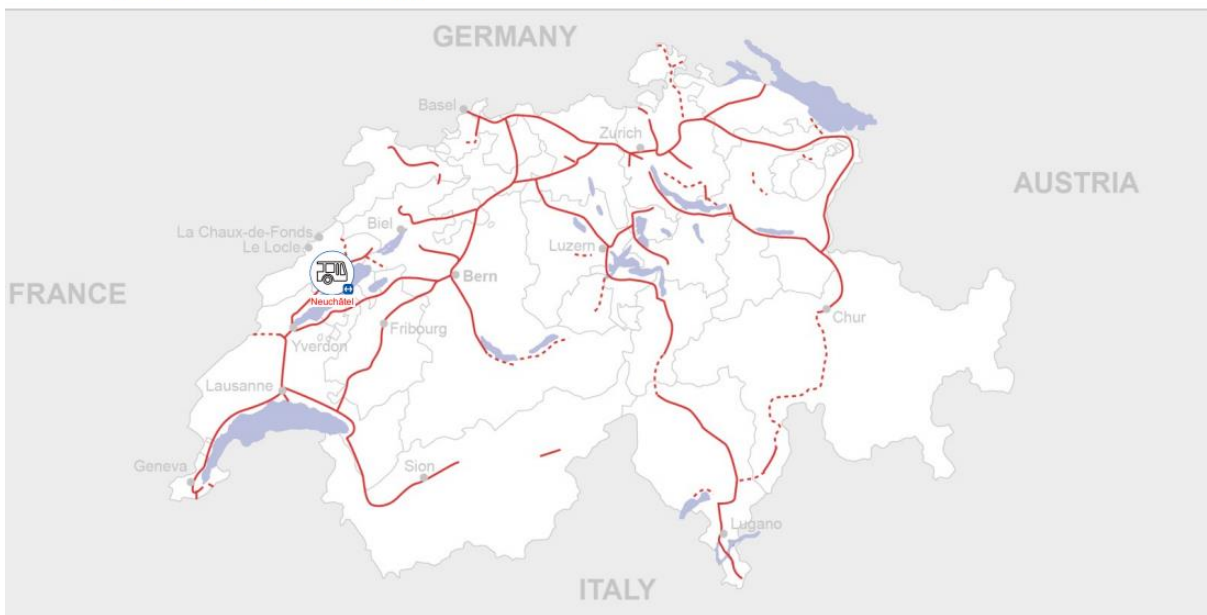 GERMANY
Basel
Zurich
AUSTRIA
La Chaux-de-Fonds
Biel
Le Locle
Luzern
Bern
FRANCE
Neuchâtel
Chur
Fribourg
Yverdon
Lausanne
Geneva
Sion
Lugano
ITALY